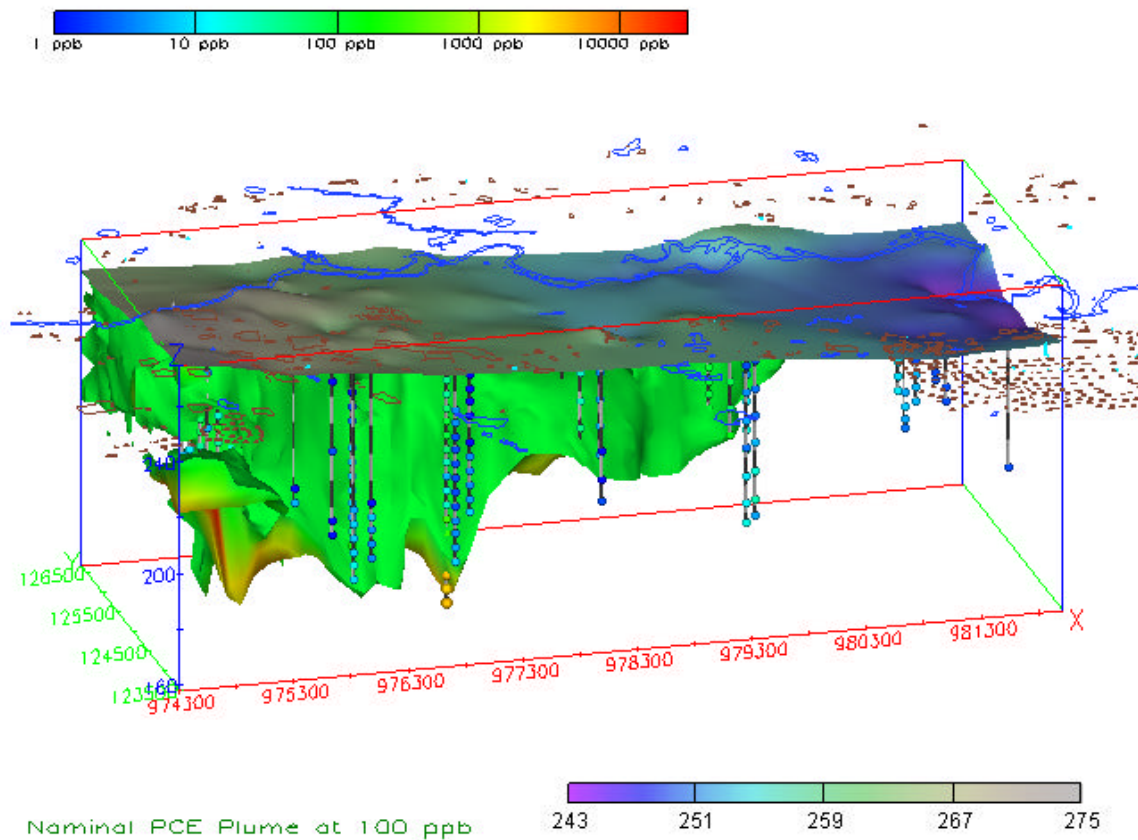 1 ppb 10 ppb 100 ppb 1000 ppb 10000 ppb
Z
240
200
160
Y
126500
125500
124500
123500
974300 975300 976300 977300 978300 979300 980300 981300
X
Nominal PCE Plume at 100 ppb
243 251 259 267 275